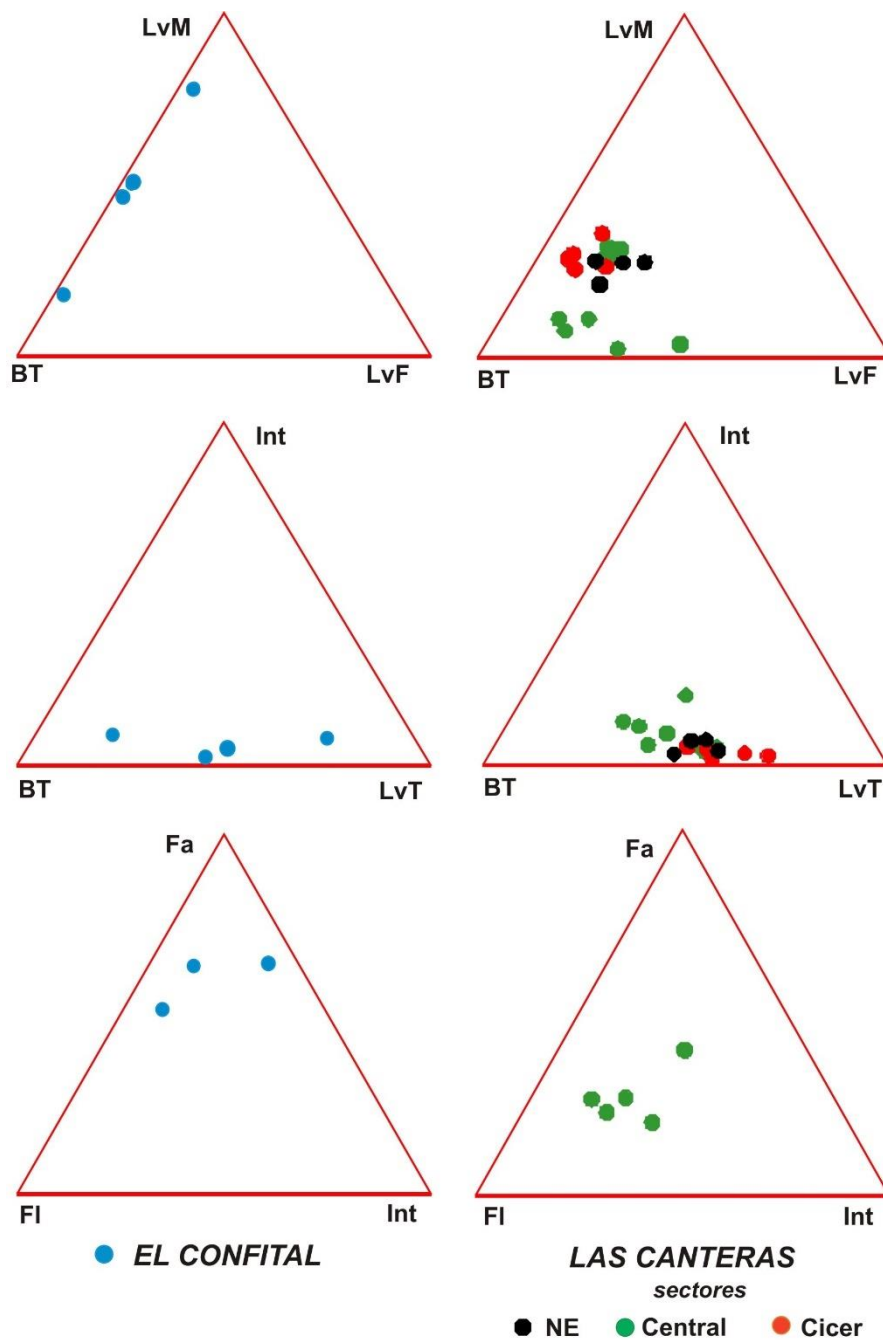 LvM
LvM
BT
LvF
BT
LvF
Int
Int
BT
LvT
BT
LvT
Fa
Fa
Fl
Int
Fl
Int
EL CONFITAL
LAS CANTERAS
sectores
NE
Central
Cicer